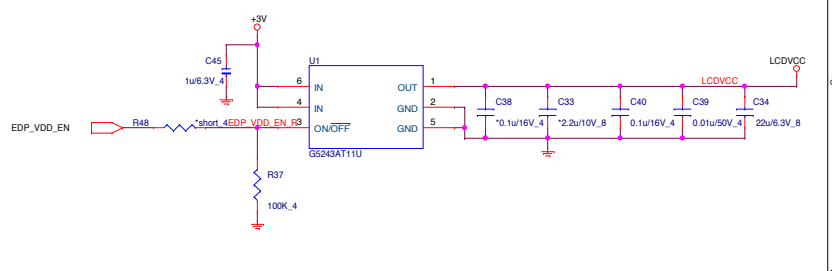 +3V
C45
1u/6.3V_4
U1
6
IN
4
IN
3
ON/OFF
OUT
1
GND
2
GND
5
G5243AT11U
EDP_VDD_EN
R48
*short_4
EDP_VDD_EN_R
R37
100K_4
LCDVCC
LCDVCC
C38
*0.1u/16V_4
C33
*2.2u/10V_8
C40
0.1u/16V_4
C39
0.01u/50V_4
C34
22u/6.3V_8